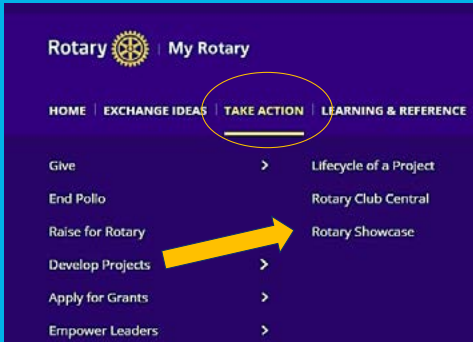 Rotary | My Rotary
HOME | EXCHANGE IDEAS | TAKE ACTION | LEARNING & REFERENCE
Give >
End Polio
Raise for Rotary
Develop Projects >
Apply for Grants >
Empower Leaders >
Lifecycle of a Project
Rotary Club Central
Rotary Showcase